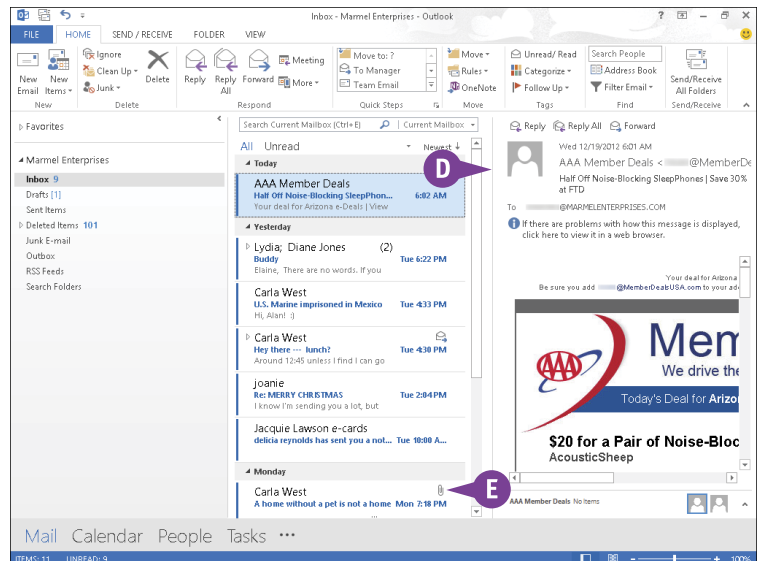 Inbox - Marmel Enterprises - Outlook
?
FILE HOME SEND / RECEIVE FOLDER VIEW
New Email
New Items
New
Ignore
Clean Up
Junk
Delete
Delete
Reply
Reply All
Forward
Meeting
More
Respond
Move to: ?
To Manager
Team Email
Quick Steps
Move
Rules
OneNote
Move
Unread/ Read
Categorize
Follow Up
Tags
Search People
Address Book
Filter Email
Find
Send/Receive All Folders
Send/Receive
Favorites
Marmel Enterprises
Inbox 9
Drafts [1]
Sent Items
Deleted Items 101
Junk E-mail
Outbox
RSS Feeds
Search Folders
Search Current Mailbox (Ctrl+E) Current Mailbox
All Unread Newest ↓
Today
AAA Member Deals
Half Off Noise-Blocking SleepPhon... 6:02 AM
Your deal for Arizona e-Deals | View
Yesterday
Lydia; Diane Jones (2)
Buddy Tue 6:22 PM
Elaine, There are no words. If you
Carla West
U.S. Marine imprisoned in Mexico Tue 4:33 PM
Hi, Alan! :)
Carla West
Hey there --- lunch? Tue 4:30 PM
Around 12:45 unless I find I can go
joanie
Re: MERRY CHRISTMAS Tue 2:04 PM
I know I'm sending you a lot, but
Jacquie Lawson e-cards
delicia reynolds has sent you a not... Tue 10:00 A...
Monday
Carla West
A home without a pet is not a home Mon 7:18 PM
D
E
Reply Reply All Forward
Wed 12/19/2012 6:01 AM
AAA Member Deals < @MemberDe
Half Off Noise-Blocking SleepPhones | Save 30%
at FTD
To @MARMELENTERPRISES.COM
If there are problems with how this message is displayed,
click here to view it in a web browser.
Your deal for Arizona
Be sure you add @MemberDealsUSA.com to your add
AAA
Mem
We drive the
Today's Deal for Arizo
$20 for a Pair of Noise-Bloc
AcousticSheep
AAA Member Deals No Items
Mail Calendar People Tasks •••
ITEMS: 11 UNREAD: 9
100%